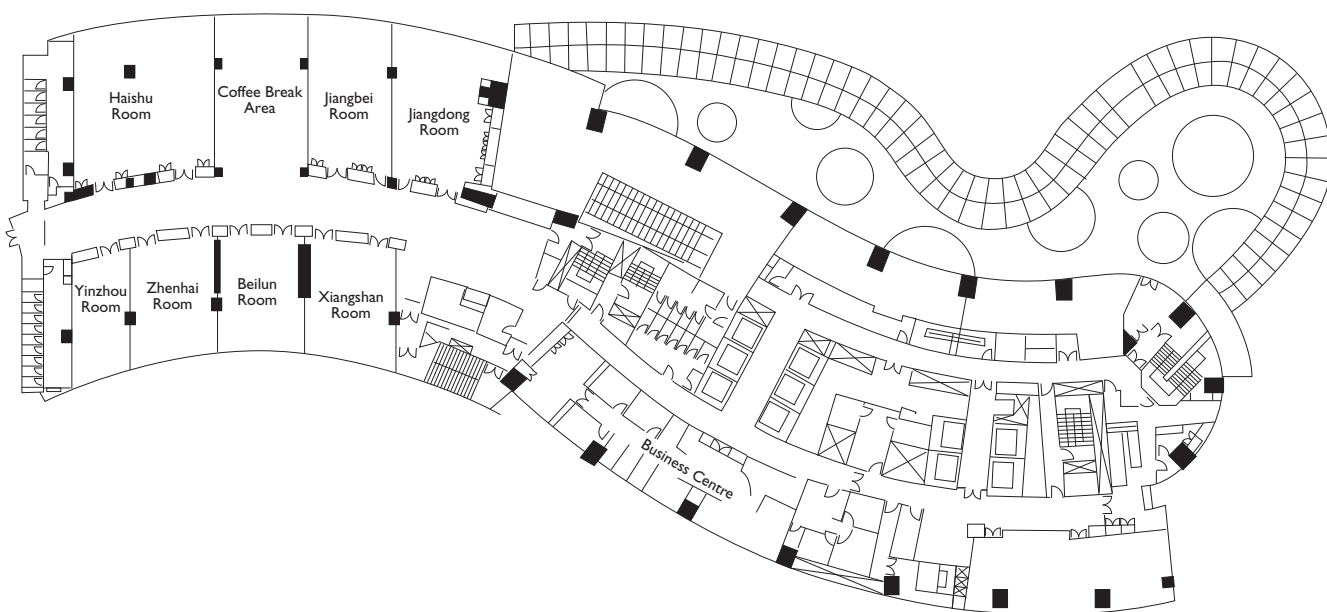 Haishu
Room
Coffee Break
Area
Jiangbei
Room
Jiangdong
Room
Yinzhou
Room
Zhenhai
Room
Beilun
Room
Xiangshan
Room
Business Centre